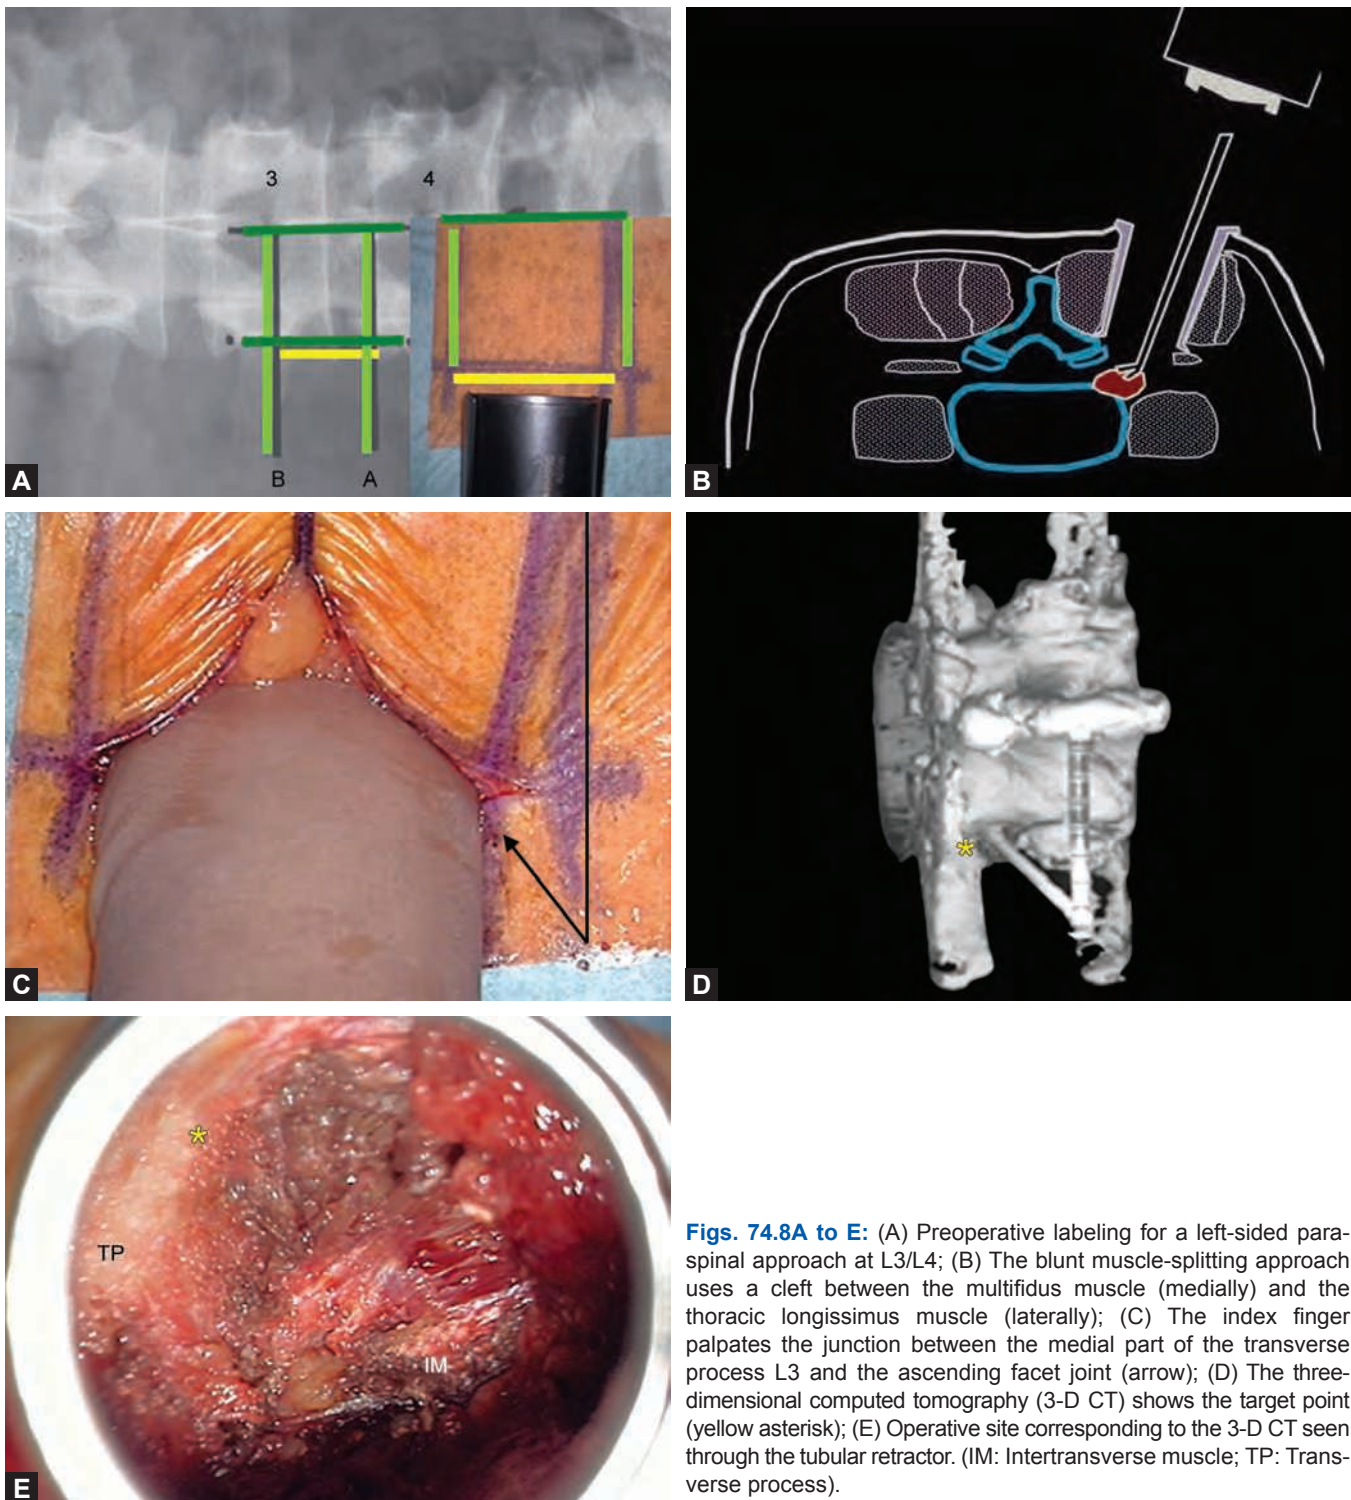 3
4
B
A
A
B
C
D
TP
IM
E
Figs. 74.8A to E: (A) Preoperative labeling for a left-sided para-
spinal approach at L3/L4; (B) The blunt muscle-splitting approach
uses a cleft between the multifidus muscle (medially) and the
thoracic longissimus muscle (laterally); (C) The index finger
palpates the junction between the medial part of the transverse
process L3 and the ascending facet joint (arrow); (D) The three-
dimensional computed tomography (3-D CT) shows the target point
(yellow asterisk); (E) Operative site corresponding to the 3-D CT seen
through the tubular retractor. (IM: Intertransverse muscle; TP: Trans-
verse process).